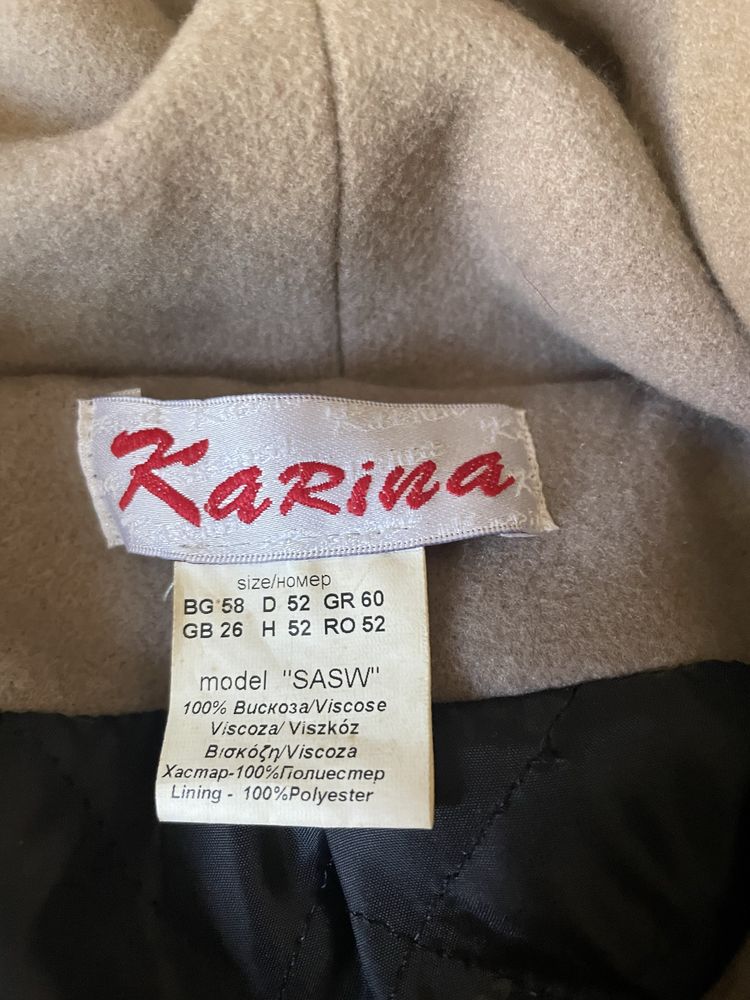 Karina
size/номер
BG 58 D 52 GR 60
GB 26 H 52 RO 52
model "SASW"
100% Вискоза/Viscose
Viscoza/ Viszkóz
Βισκόζη/Viscoza
Хастар-100%Полиестер
Lining - 100%Polyester